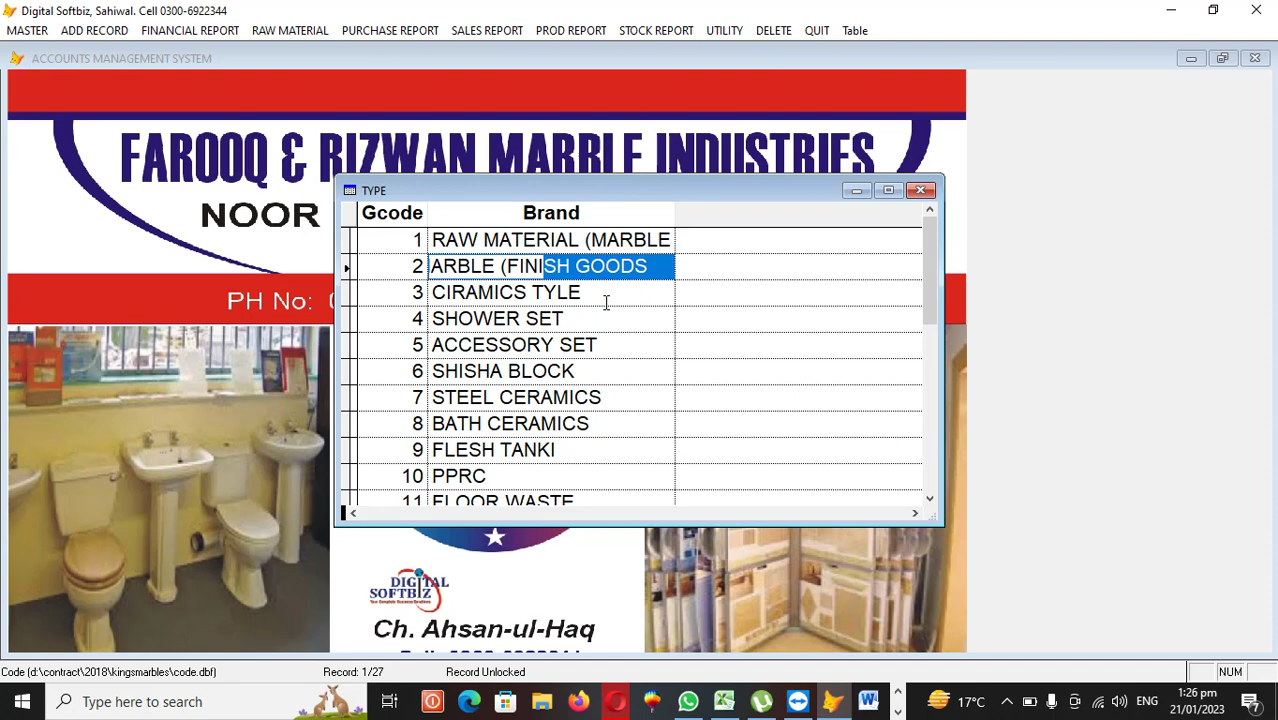 Digital Softbiz, Sahiwal. Cell 0300-6922344
MASTER ADD RECORD FINANCIAL REPORT RAW MATERIAL PURCHASE REPORT SALES REPORT PROD REPORT STOCK REPORT UTILITY DELETE QUIT Table
ACCOUNTS MANAGEMENT SYSTEM
FAROOQ & RIZWAN MARBLE INDUSTRIES
NOOR
PH No:
TYPE
Gcode Brand
1 RAW MATERIAL (MARBLE
2 ARBLE (FINISH GOODS
3 CIRAMICS TYLE
4 SHOWER SET
5 ACCESSORY SET
6 SHISHA BLOCK
7 STEEL CERAMICS
8 BATH CERAMICS
9 FLESH TANKI
10 PPRC
11 FLOOR WASTE
DIGITAL
SOFTBIZ
Ch. Ahsan-ul-Haq
Code (d:\contract\2018\kingsmarbles\code.dbf) Record: 1/27 Record Unlocked NUM
Type here to search
17°C
ENG
1:26 pm
21/01/2023
7